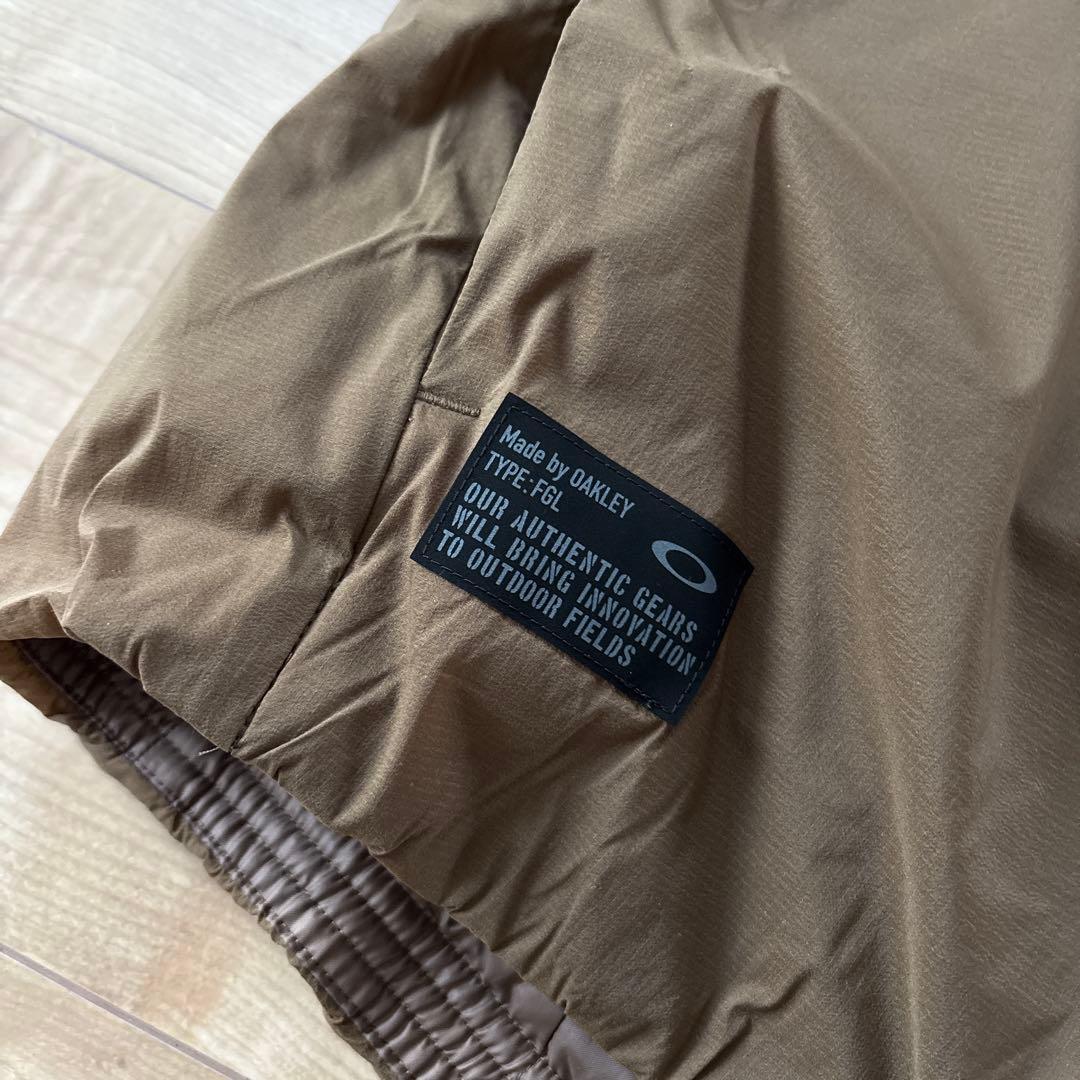 Made by OAKLEY
TYPE:FGL
OUR AUTHENTIC GEARS
WILL BRING INNOVATION
TO OUTDOOR FIELDS